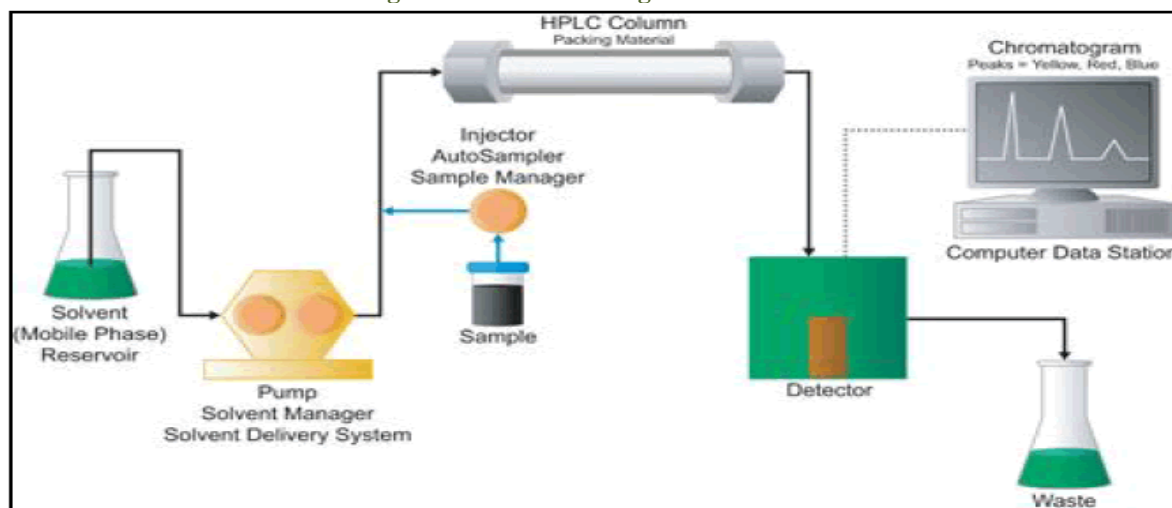 HPLC Column
Packing Material
Chromatogram
Peaks = Yellow, Red, Blue
Injector
AutoSampler
Sample Manager
Computer Data Station
Solvent
(Mobile Phase)
Reservoir
Sample
Pump
Solvent Manager
Solvent Delivery System
Detector
Waste